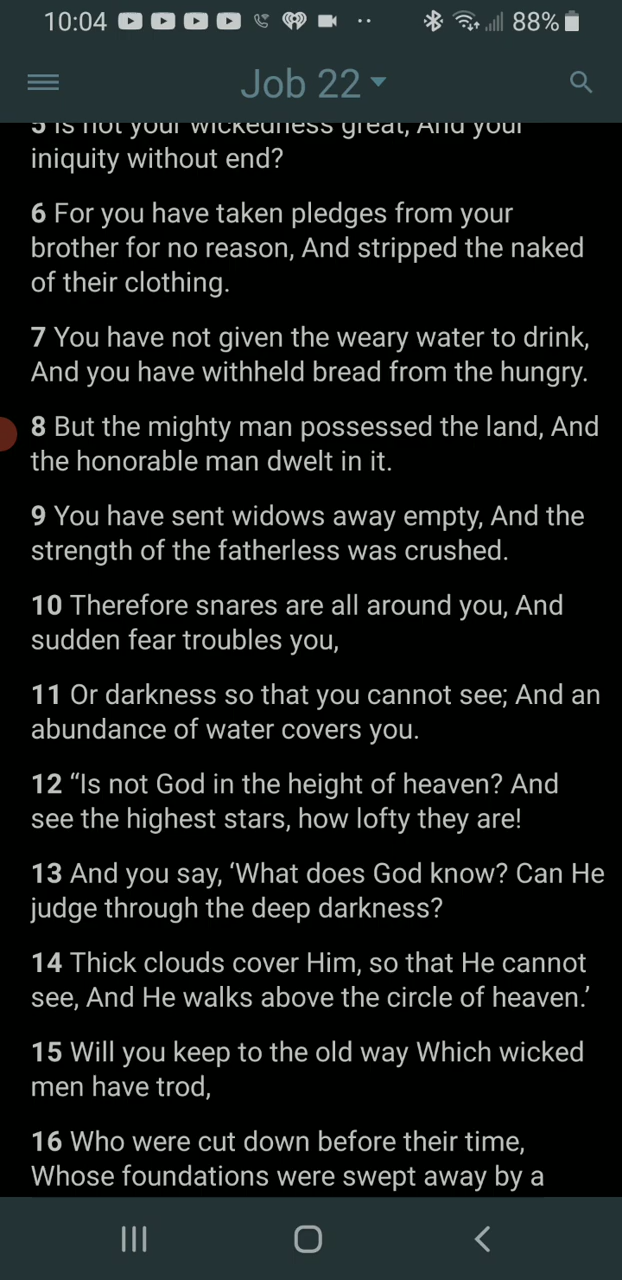 10:04
88%
Job 22
5 Is not your wickedness great, And your
iniquity without end?
6 For you have taken pledges from your
brother for no reason, And stripped the naked
of their clothing.
7 You have not given the weary water to drink,
And you have withheld bread from the hungry.
8 But the mighty man possessed the land, And
the honorable man dwelt in it.
9 You have sent widows away empty, And the
strength of the fatherless was crushed.
10 Therefore snares are all around you, And
sudden fear troubles you,
11 Or darkness so that you cannot see; And an
abundance of water covers you.
12 “Is not God in the height of heaven? And
see the highest stars, how lofty they are!
13 And you say, ‘What does God know? Can He
judge through the deep darkness?
14 Thick clouds cover Him, so that He cannot
see, And He walks above the circle of heaven.’
15 Will you keep to the old way Which wicked
men have trod,
16 Who were cut down before their time,
Whose foundations were swept away by a